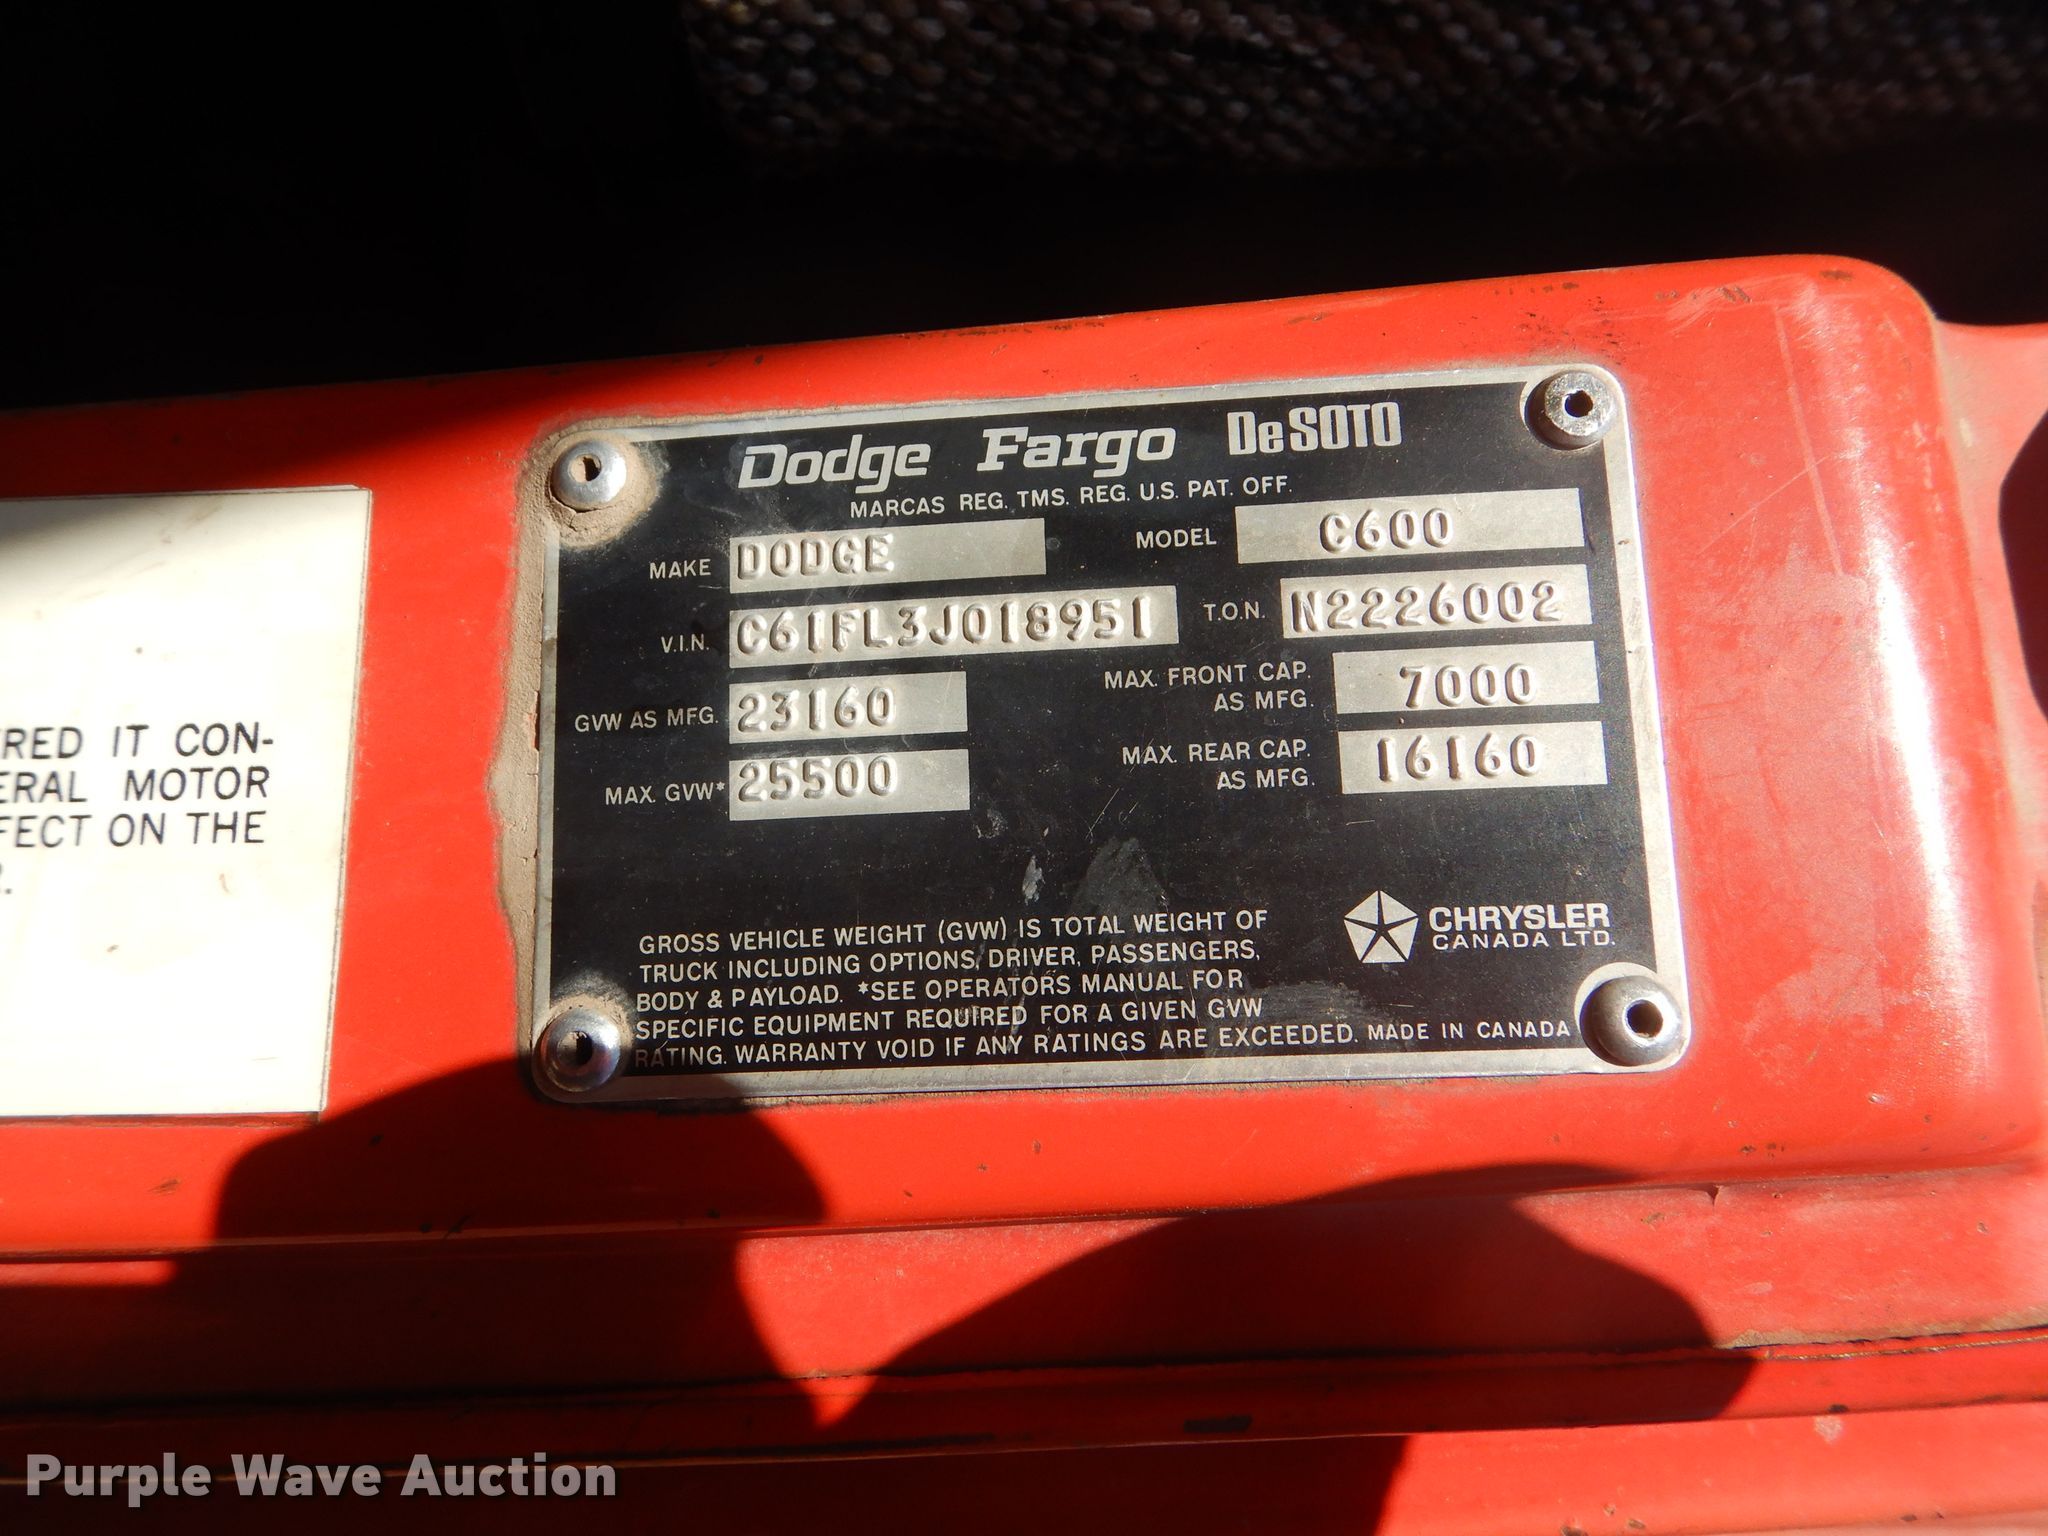 Dodge Fargo DeSOTO
MARCAS REG. TMS. REG. U.S. PAT. OFF.
MAKE DODGE MODEL C600
V.I.N. C61FL3J018951 T.O.N. N2226002
GVW AS MFG. 23160 MAX. FRONT CAP. AS MFG. 7000
MAX. GVW* 25500 MAX. REAR CAP. AS MFG. 16160
GROSS VEHICLE WEIGHT (GVW) IS TOTAL WEIGHT OF
TRUCK INCLUDING OPTIONS, DRIVER, PASSENGERS,
BODY & PAYLOAD. *SEE OPERATORS MANUAL FOR
SPECIFIC EQUIPMENT REQUIRED FOR A GIVEN GVW
RATING. WARRANTY VOID IF ANY RATINGS ARE EXCEEDED. MADE IN CANADA
CHRYSLER
CANADA LTD.
RED IT CON-
ERAL MOTOR
FECT ON THE
Purple Wave Auction